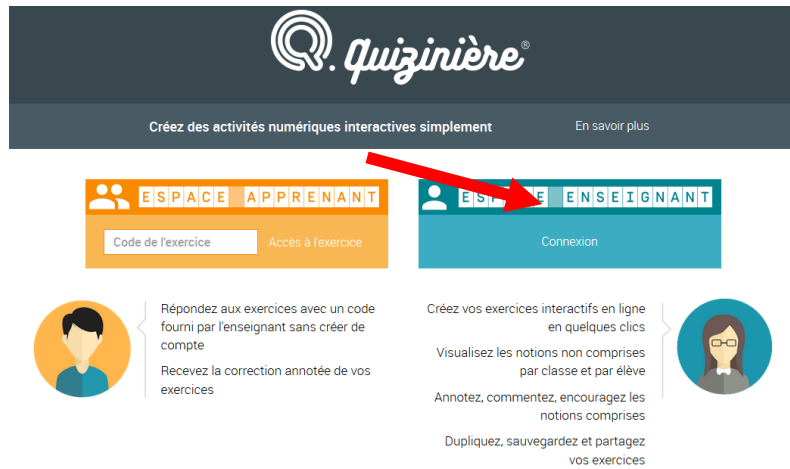 Q. Quizinière®
Créez des activités numériques interactives simplement
En savoir plus
ESPACE APPRENANT
Code de l'exercice
Accès à l'exercice
Répondez aux exercices avec un code
fourni par l'enseignant sans créer de
compte
Recevez la correction annotée de vos
exercices
ENSEIGNANT
Connexion
Créez vos exercices interactifs en ligne
en quelques clics
Visualisez les notions non comprises
par classe et par élève
Annotez, commentez, encouragez les
notions comprises
Dupliquez, sauvegardez et partagez
vos exercices